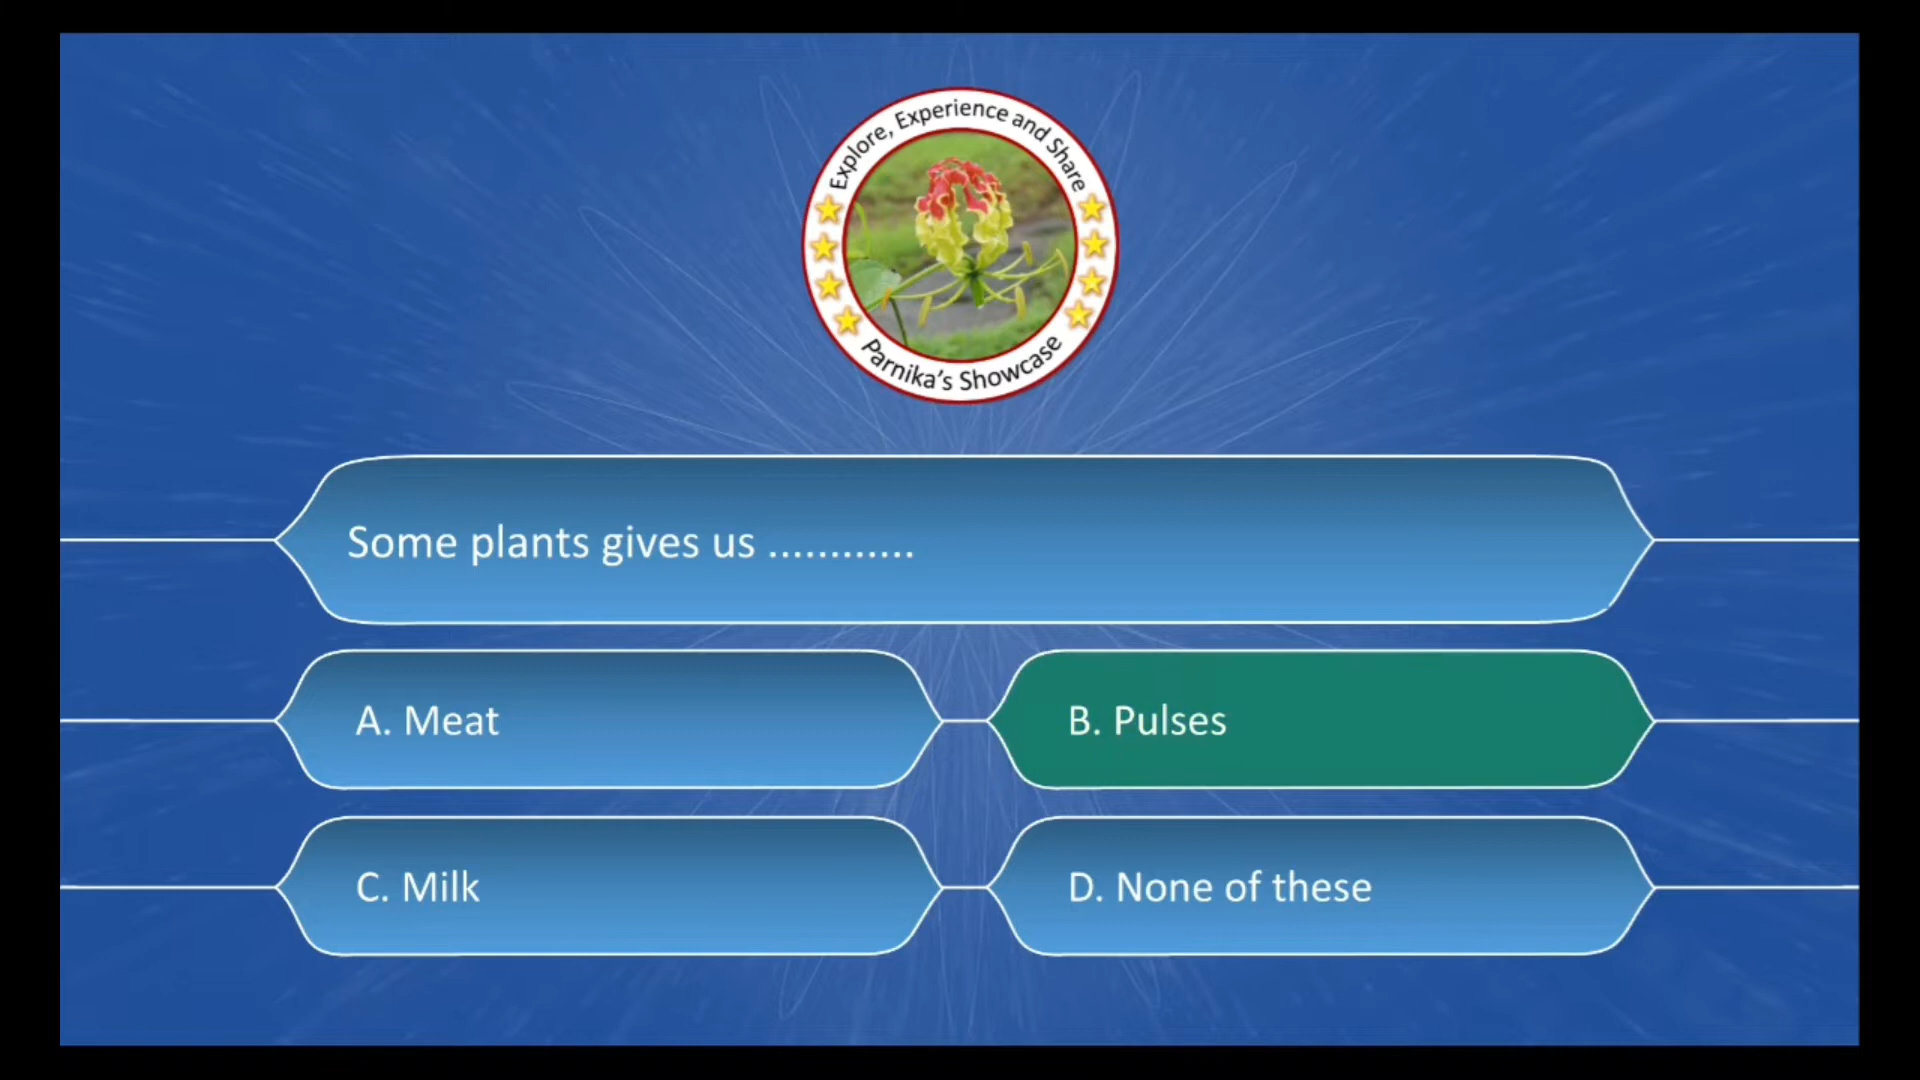 Explore, Experience and Share
Parnika's Showcase
Some plants gives us ............
A. Meat
B. Pulses
C. Milk
D. None of these